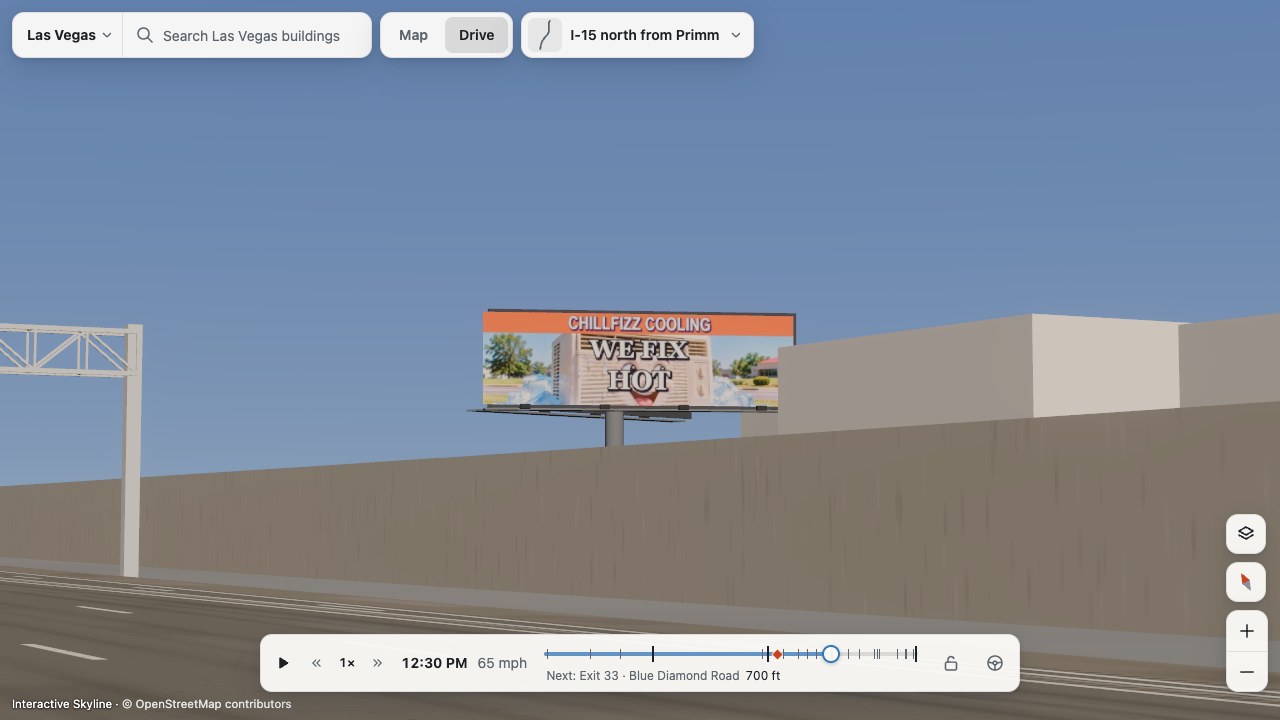 Las Vegas
Search Las Vegas buildings
Map
Drive
I-15 north from Primm
CHILLFIZZ COOLING
WE FIX
HOT
1×
12:30 PM
65 mph
Next: Exit 33 · Blue Diamond Road 700 ft
Interactive Skyline · © OpenStreetMap contributors